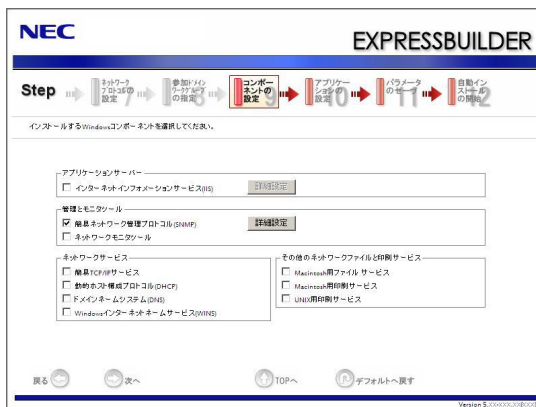 NEC
EXPRESSBUILDER
Step
ネットワーク
プロトコルの
設定
7
参加ドメイン
ワークグループ
の指定
8
コンポー
ネントの
設定
9
アプリケー
ションの
設定
10
パラメータ
のセーブ
11
自動イン
ストール
の開始
12
インストールするWindowsコンポーネントを選択してください。
アプリケーションサーバー
インターネットインフォメーションサービス(IIS)
詳細設定
管理とモニタツール
簡易ネットワーク管理プロトコル(SNMP)
詳細設定
ネットワークモニタツール
ネットワークサービス
簡易TCP/IPサービス
動的ホスト構成プロトコル(DHCP)
ドメインネームシステム(DNS)
Windowsインターネットネームサービス(WINS)
その他のネットワークファイルと印刷サービス
Macintosh用ファイル サービス
Macintosh用印刷サービス
UNIX用印刷サービス
戻る
次へ
TOPへ
デフォルトへ戻す